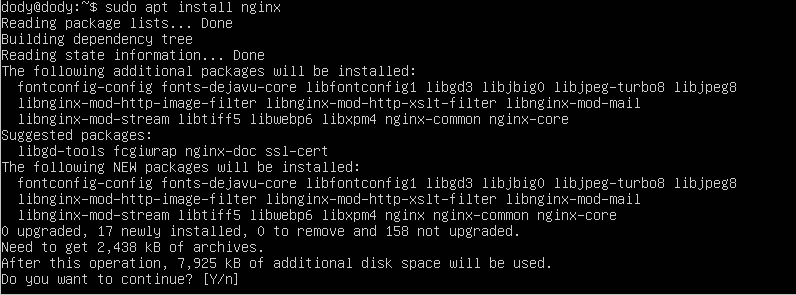 dody@dody:~$ sudo apt install nginx
Reading package lists... Done
Building dependency tree
Reading state information... Done
The following additional packages will be installed:
  fontconfig-config fonts-dejavu-core libfontconfig1 libgd3 libjbig0 libjpeg-turbo8 libjpeg8
  libnginx-mod-http-image-filter libnginx-mod-http-xslt-filter libnginx-mod-mail
  libnginx-mod-stream libtiff5 libwebp6 libxpm4 nginx-common nginx-core
Suggested packages:
  libgd-tools fcgiwrap nginx-doc ssl-cert
The following NEW packages will be installed:
  fontconfig-config fonts-dejavu-core libfontconfig1 libgd3 libjbig0 libjpeg-turbo8 libjpeg8
  libnginx-mod-http-image-filter libnginx-mod-http-xslt-filter libnginx-mod-mail
  libnginx-mod-stream libtiff5 libwebp6 libxpm4 nginx nginx-common nginx-core
0 upgraded, 17 newly installed, 0 to remove and 158 not upgraded.
Need to get 2,438 kB of archives.
After this operation, 7,925 kB of additional disk space will be used.
Do you want to continue? [Y/n]